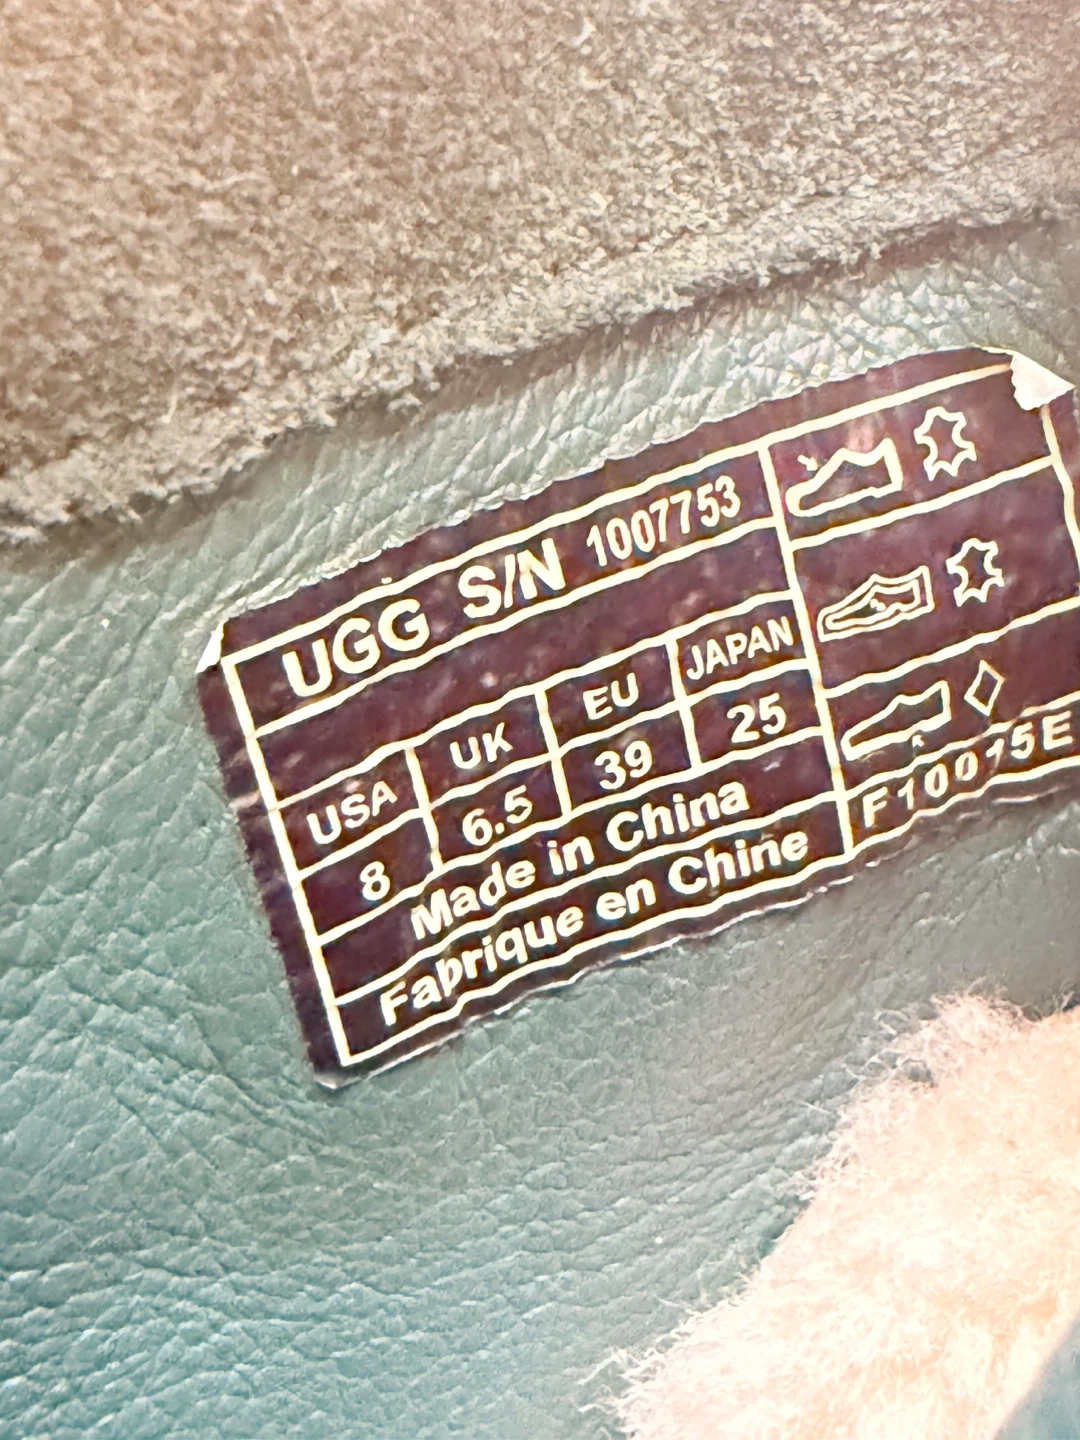 UGG S/N 1007753
USA UK EU JAPAN
8 6.5 39 25
Made in China
Fabrique en Chine
F10015E